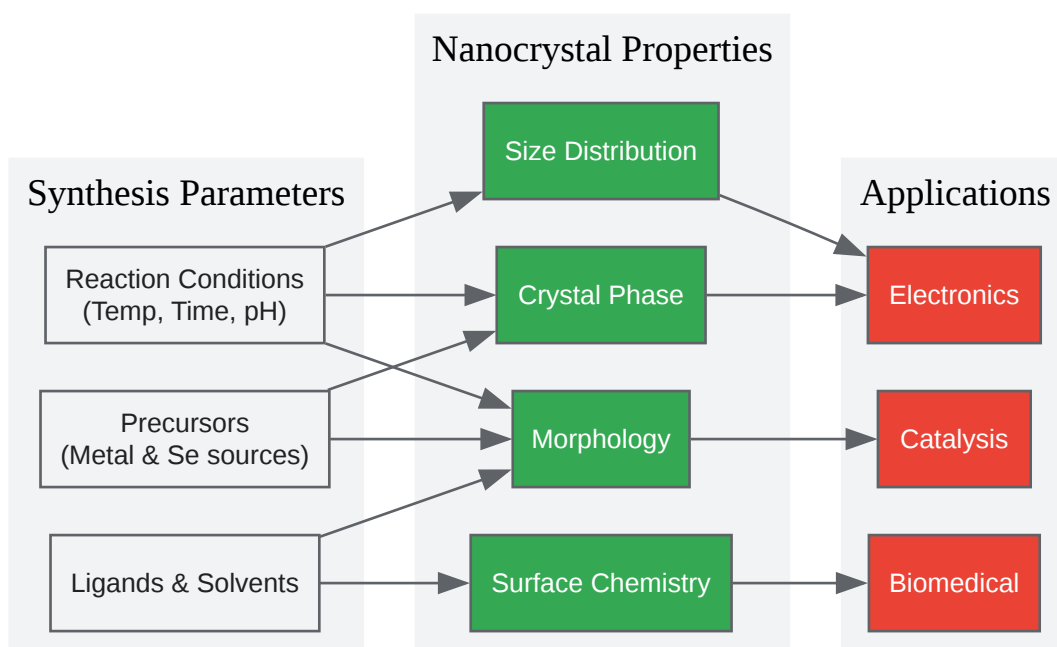 Nanocrystal Properties
Size Distribution
Synthesis Parameters
Applications
Reaction Conditions
(Temp, Time, pH)
Crystal Phase
Electronics
Precursors
(Metal & Se sources)
Morphology
Catalysis
Ligands & Solvents
Surface Chemistry
Biomedical